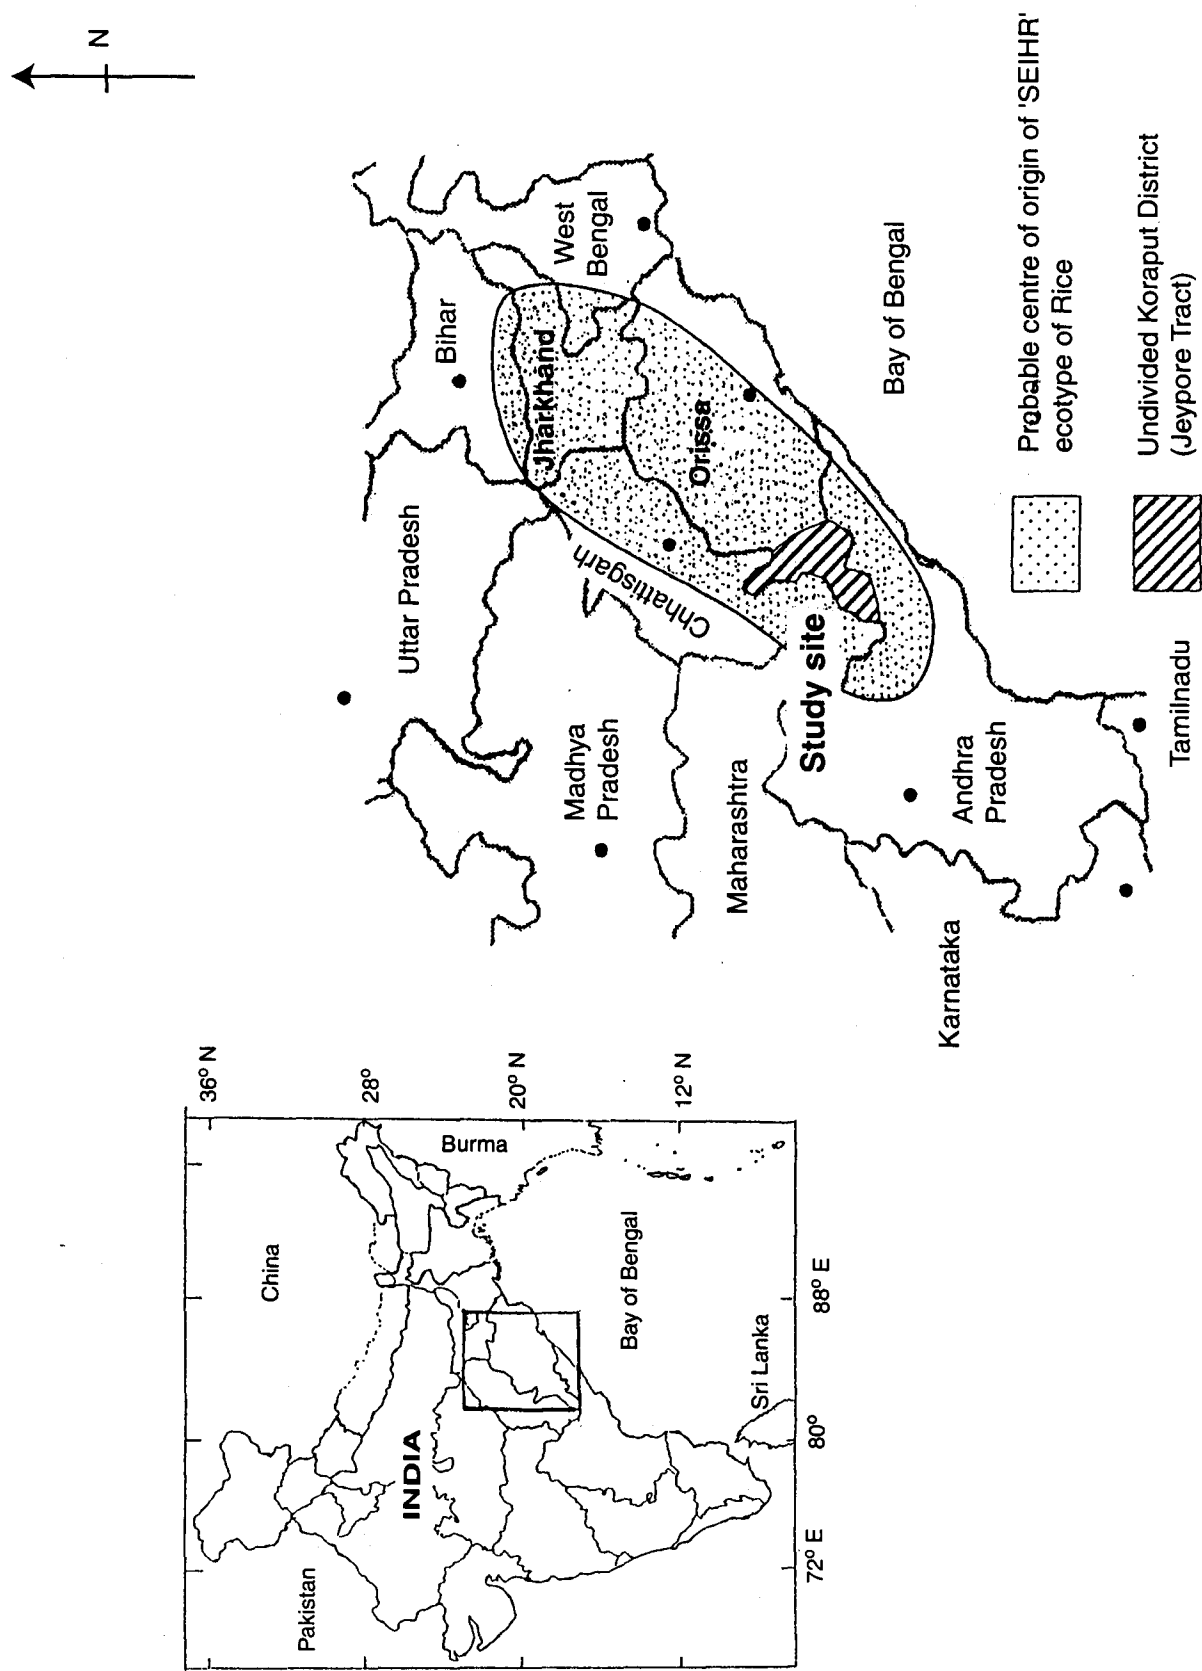 N
36° N
28°
20° N
12° N
72° E
80°
88° E
Pakistan
China
INDIA
Burma
Bay of Bengal
Sri Lanka
Uttar Pradesh
Bihar
West
Bengal
Jharkhand
Madhya
Pradesh
Chhattisgarh
Orissa
Maharashtra
Study site
Bay of Bengal
Andhra
Pradesh
Karnataka
Tamilnadu
Probable centre of origin of 'SEIHR'
ecotype of Rice
Undivided Koraput District
(Jeypore Tract)